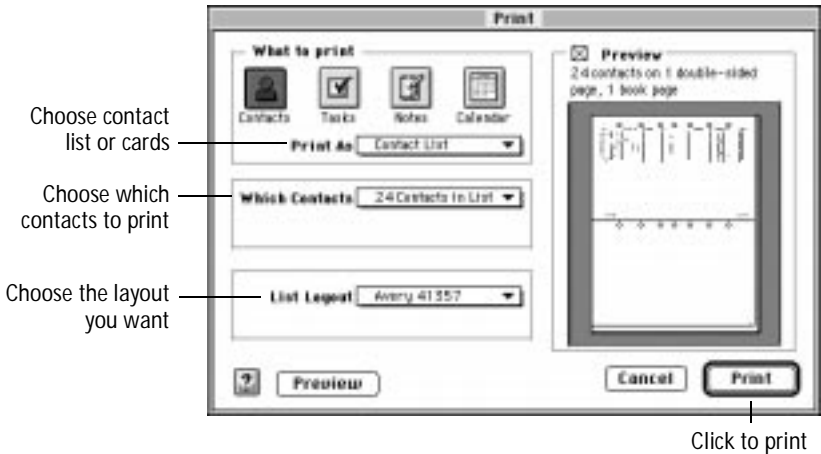 Print
What to print
Contacts Tasks Notes Calendar
Print As Contact List
Which Contacts 24 Contacts in List
List Layout Avery 41357
? Preview
Preview
24 contacts on 1 double-sided
page, 1 book page
Cancel Print
Choose contact
list or cards
Choose which
contacts to print
Choose the layout
you want
Click to print